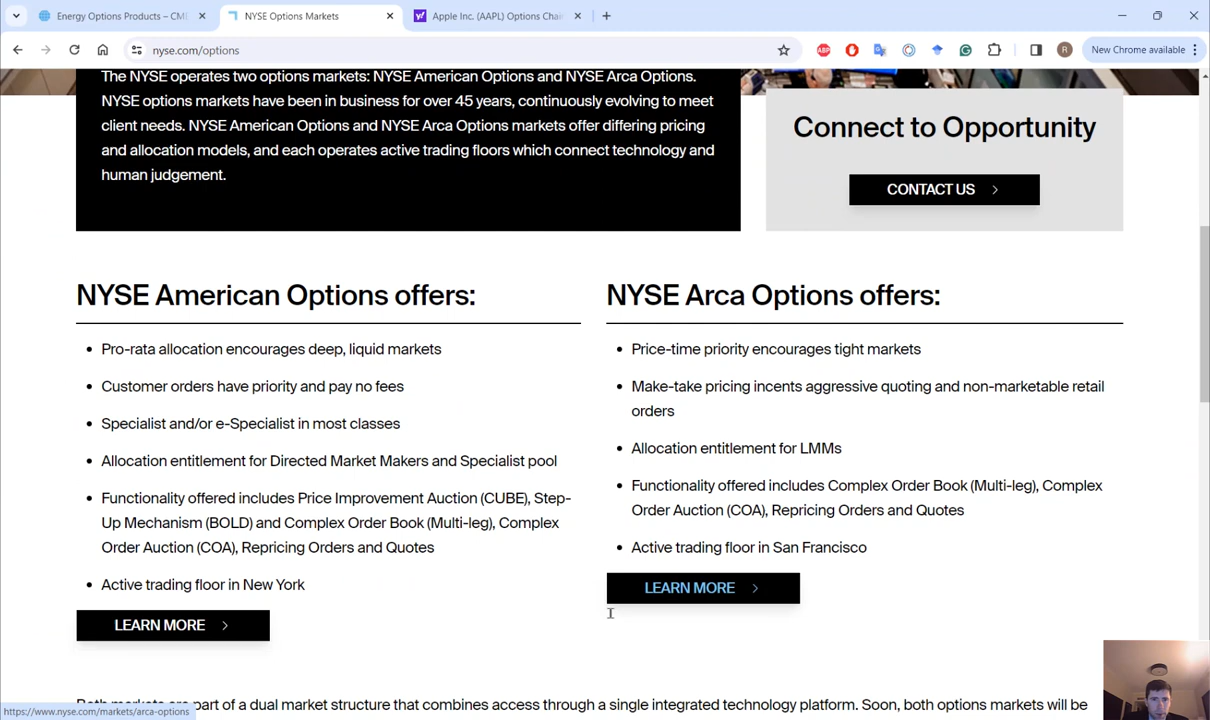 Energy Options Products – CME
NYSE Options Markets
Apple Inc. (AAPL) Options Chai
nyse.com/options
ABP
R
New Chrome available
The NYSE operates two options markets: NYSE American Options and NYSE Arca Options.
NYSE options markets have been in business for over 45 years, continuously evolving to meet
client needs. NYSE American Options and NYSE Arca Options markets offer differing pricing
and allocation models, and each operates active trading floors which connect technology and
human judgement.
Connect to Opportunity
CONTACT US
NYSE American Options offers:
Pro-rata allocation encourages deep, liquid markets
Customer orders have priority and pay no fees
Specialist and/or e-Specialist in most classes
Allocation entitlement for Directed Market Makers and Specialist pool
Functionality offered includes Price Improvement Auction (CUBE), Step-
Up Mechanism (BOLD) and Complex Order Book (Multi-leg), Complex
Order Auction (COA), Repricing Orders and Quotes
Active trading floor in New York
LEARN MORE
NYSE Arca Options offers:
Price-time priority encourages tight markets
Make-take pricing incents aggressive quoting and non-marketable retail
orders
Allocation entitlement for LMMs
Functionality offered includes Complex Order Book (Multi-leg), Complex
Order Auction (COA), Repricing Orders and Quotes
Active trading floor in San Francisco
LEARN MORE
Both markets are part of a dual market structure that combines access through a single integrated technology platform. Soon, both options markets will be
https://www.nyse.com/markets/arca-options